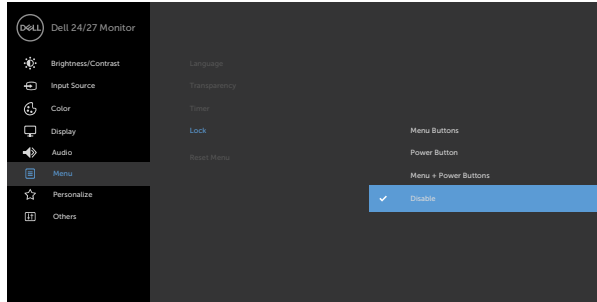 DELL
Dell 24/27 Monitor
Brightness/Contrast
Input Source
Color
Display
Audio
Menu
Personalize
Others
Language
Transparency
Timer
Lock
Reset Menu
Menu Buttons
Power Button
Menu + Power Buttons
Disable